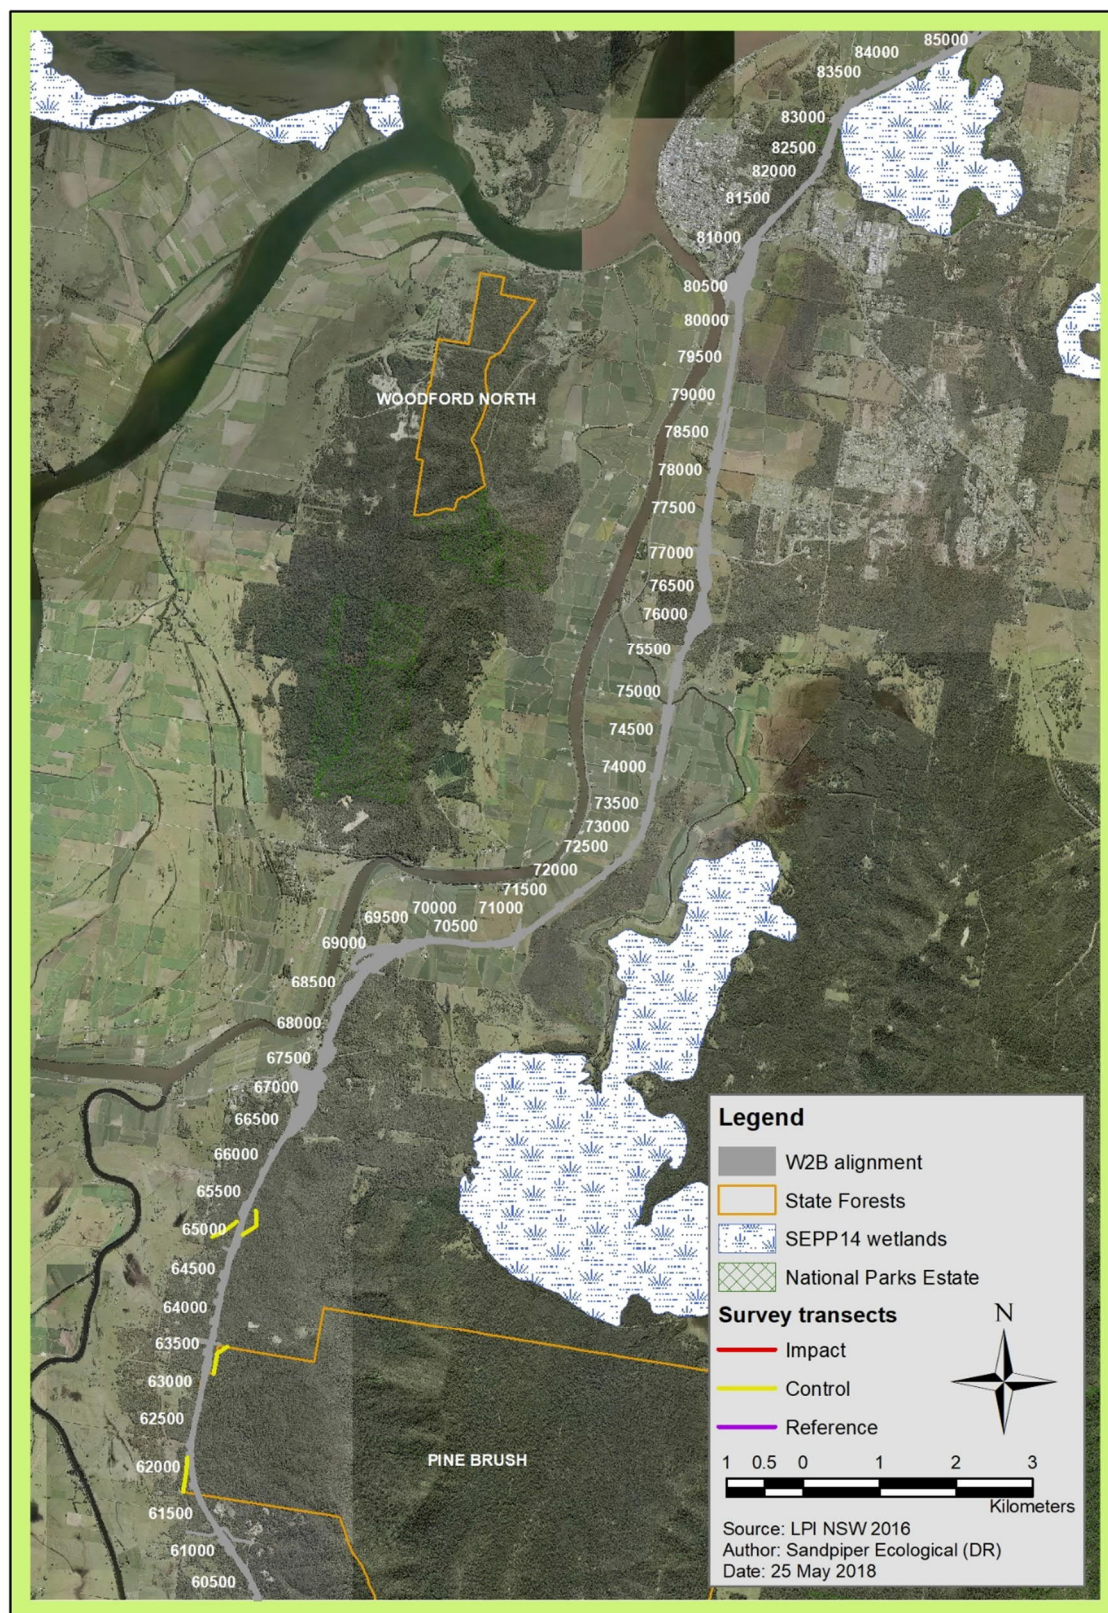 85000
84000
83500
83000
82500
82000
81500
81000
80500
80000
79500
79000
WOODFORD NORTH
78500
78000
77500
77000
76500
76000
75500
75000
74500
74000
73500
73000
72500
72000
71500
71000
70000
69500
70500
69000
68500
68000
67500
67000
66500
66000
65500
65000
64500
64000
63500
63000
62500
62000
61500
61000
60500
PINE BRUSH
Legend
W2B alignment
State Forests
SEPP14 wetlands
National Parks Estate
Survey transects
Impact
Control
Reference
N
1 0.5 0 1 2 3
Kilometers
Source: LPI NSW 2016
Author: Sandpiper Ecological (DR)
Date: 25 May 2018